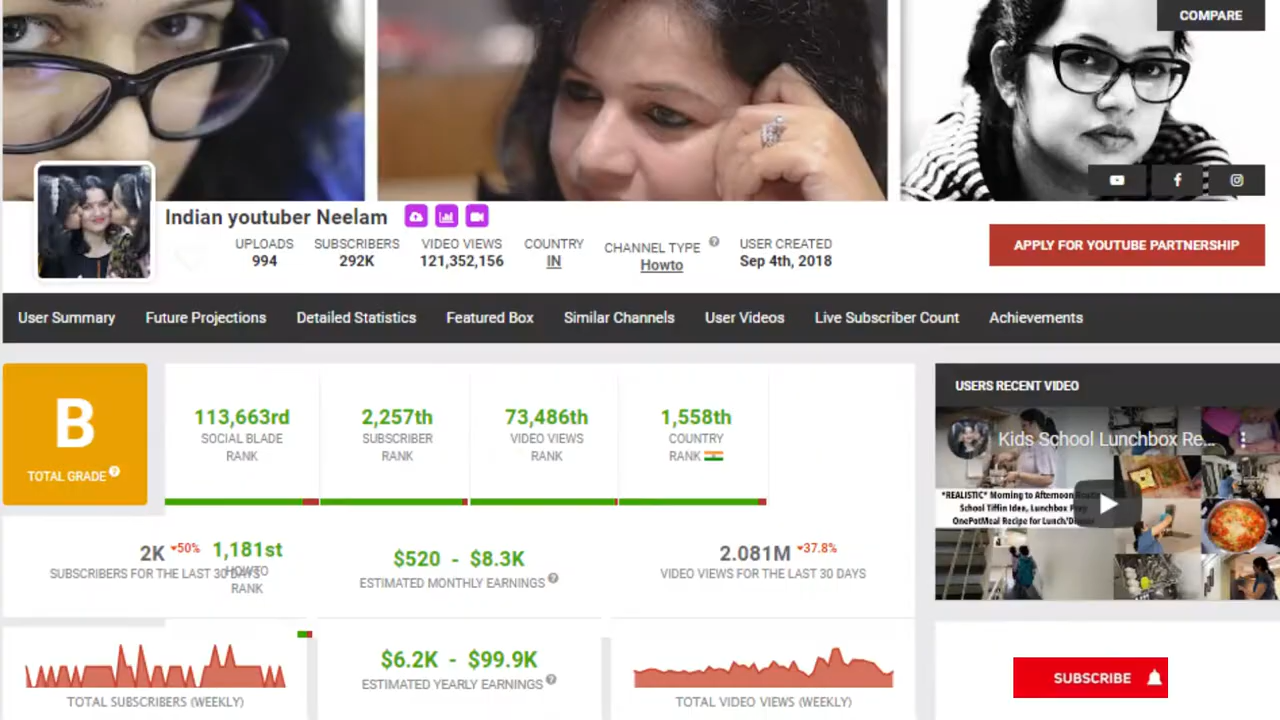 COMPARE
Indian youtuber Neelam
UPLOADS
994
SUBSCRIBERS
292K
VIDEO VIEWS
121,352,156
COUNTRY
IN
CHANNEL TYPE ?
Howto
USER CREATED
Sep 4th, 2018
APPLY FOR YOUTUBE PARTNERSHIP
User Summary Future Projections Detailed Statistics Featured Box Similar Channels User Videos Live Subscriber Count Achievements
B
TOTAL GRADE ?
113,663rd
SOCIAL BLADE
RANK
2,257th
SUBSCRIBER
RANK
73,486th
VIDEO VIEWS
RANK
1,558th
COUNTRY
RANK
USERS RECENT VIDEO
Kids School Lunchbox Re...
*REALISTIC* Morning to Afternoon Routine
School Tiffin Idea, Lunchbox Prep
OnePotMeal Recipe for Lunch/Dinner
2K 50%
SUBSCRIBERS FOR THE LAST 30 DAYS
1,181st
HOWTO
RANK
$520 - $8.3K
ESTIMATED MONTHLY EARNINGS ?
2.081M 37.8%
VIDEO VIEWS FOR THE LAST 30 DAYS
TOTAL SUBSCRIBERS (WEEKLY)
$6.2K - $99.9K
ESTIMATED YEARLY EARNINGS ?
TOTAL VIDEO VIEWS (WEEKLY)
SUBSCRIBE